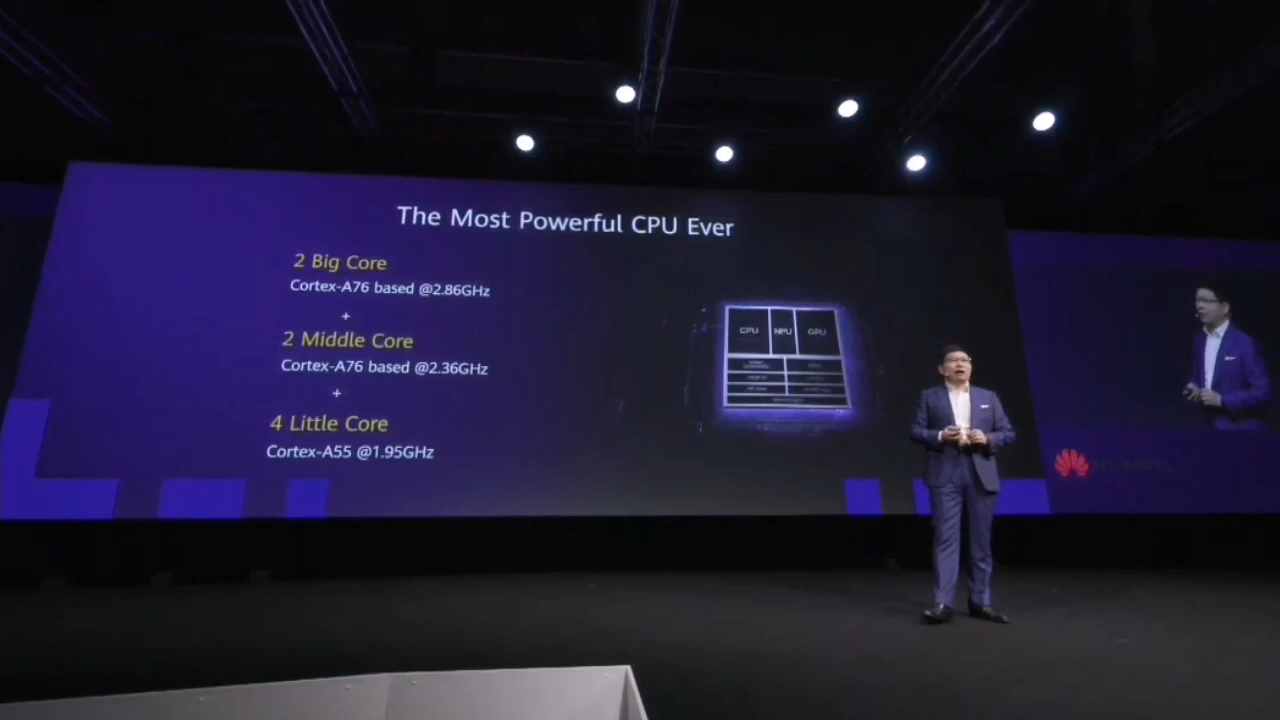 The Most Powerful CPU Ever
2 Big Core
Cortex-A76 based @2.86GHz
+
2 Middle Core
Cortex-A76 based @2.36GHz
+
4 Little Core
Cortex-A55 @1.95GHz
CPU
NPU
GPU
HUAWEI